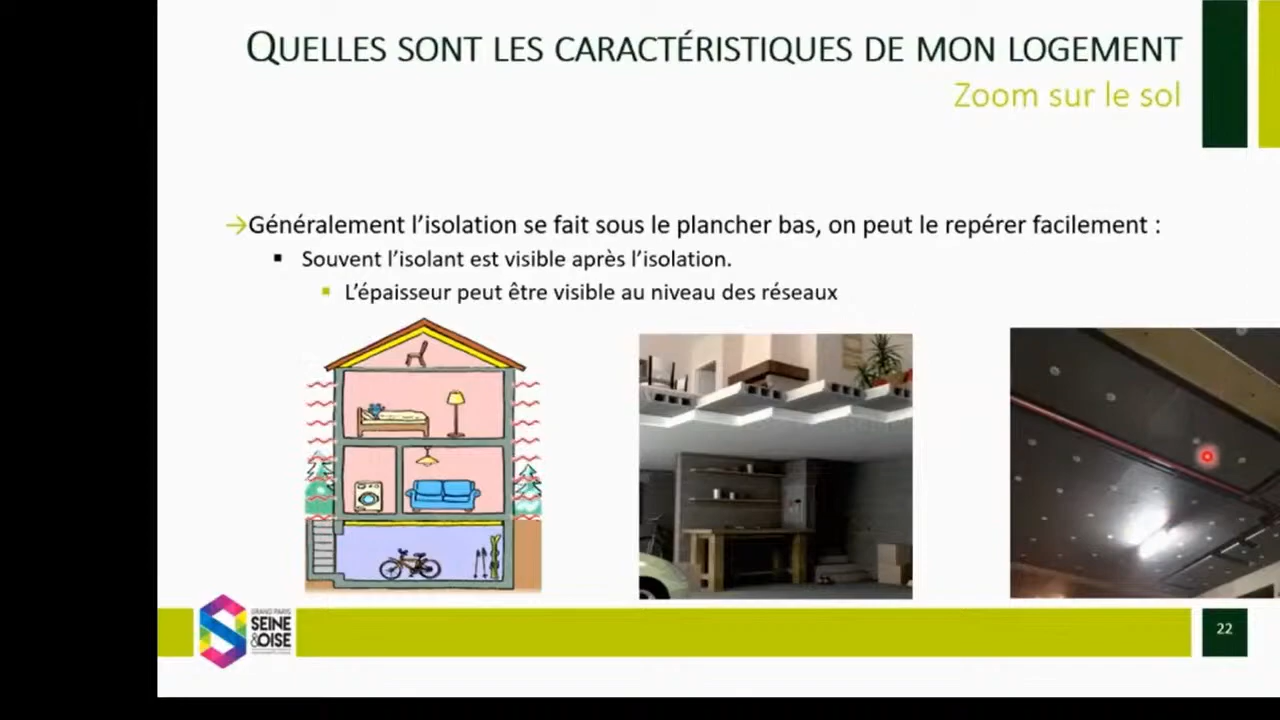 QUELLES SONT LES CARACTÉRISTIQUES DE MON LOGEMENT
Zoom sur le sol
→Généralement l'isolation se fait sous le plancher bas, on peut le repérer facilement :
▪ Souvent l'isolant est visible après l'isolation.
▪ L'épaisseur peut être visible au niveau des réseaux
GRAND PARIS
SEINE
&OISE
22